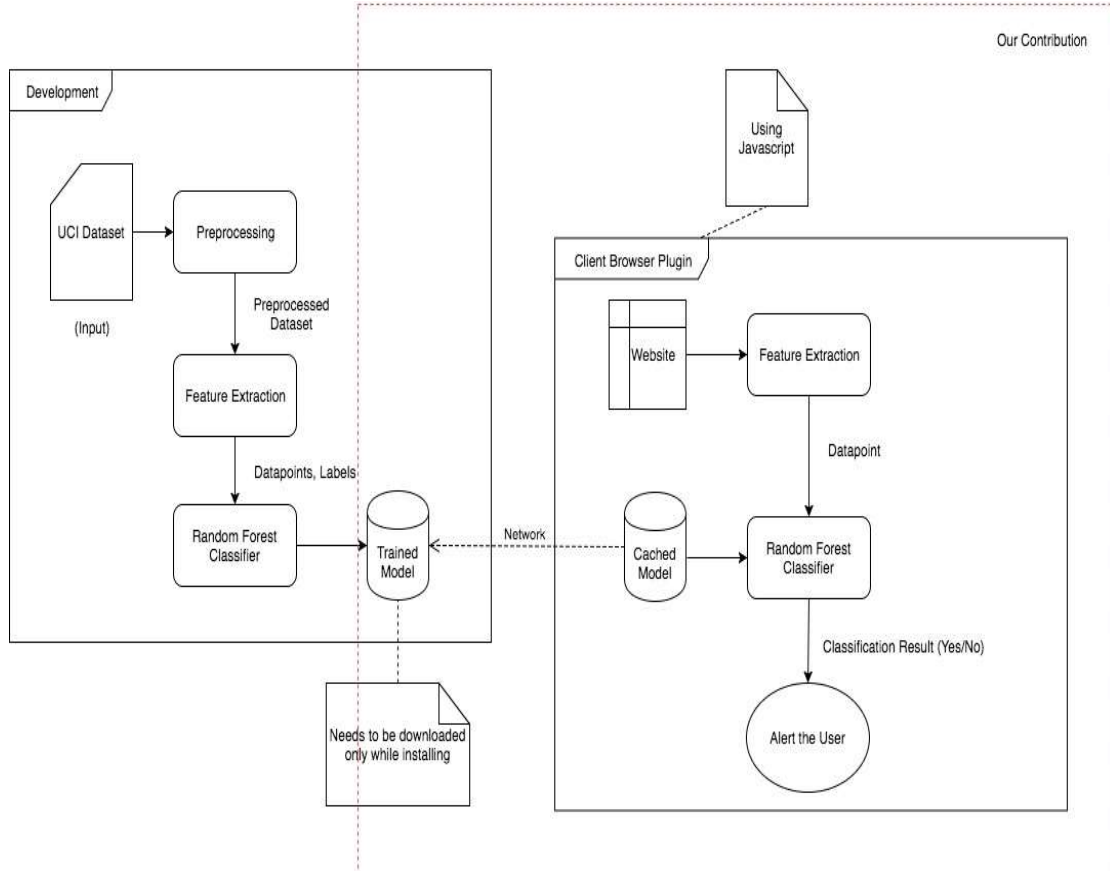 Our Contribution
Development
Using
Javascript
UCI Dataset
Preprocessing
(Input)
Preprocessed
Dataset
Feature Extraction
Datapoints, Labels
Random Forest
Classifier
Trained
Model
Needs to be downloaded
only while installing
Network
Client Browser Plugin
Website
Feature Extraction
Datapoint
Cached
Model
Random Forest
Classifier
Classification Result (Yes/No)
Alert the User